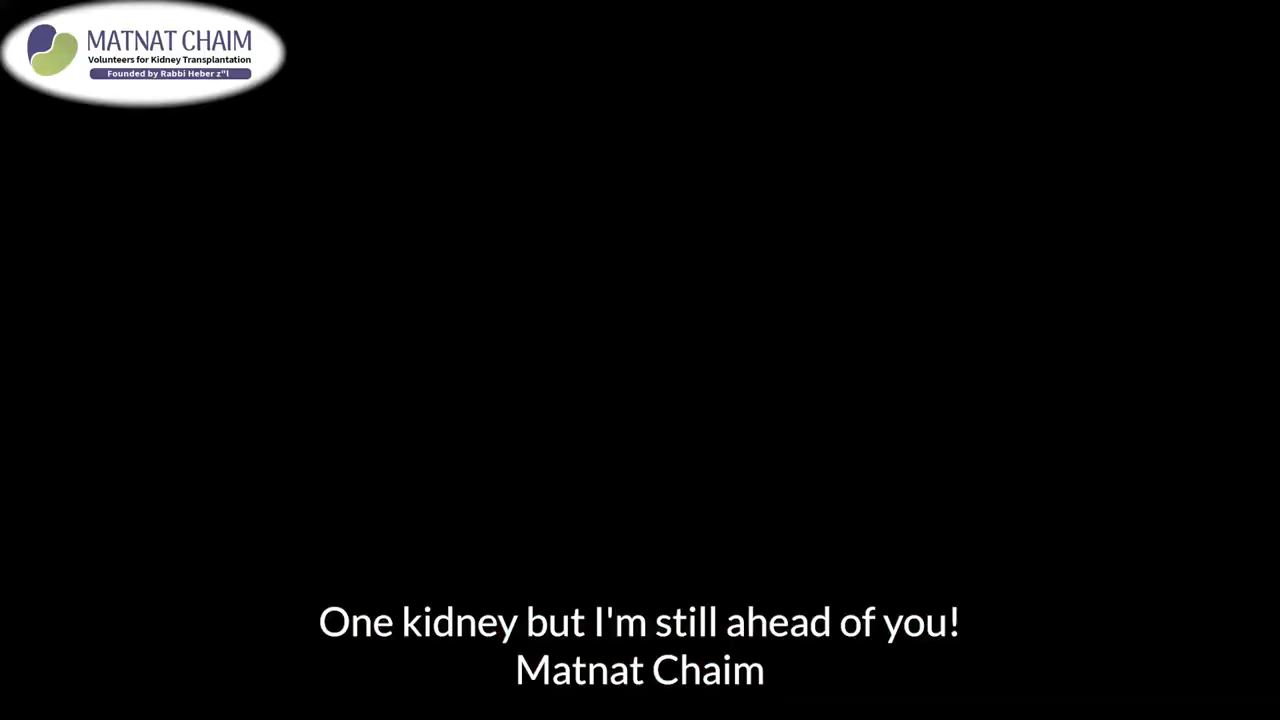 MATNAT CHAIM
Volunteers for Kidney Transplantation
Founded by Rabbi Heber z"l
One kidney but I'm still ahead of you!
Matnat Chaim